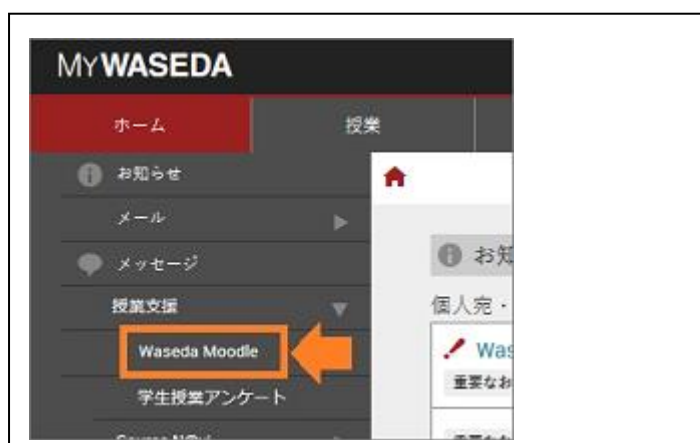 MYWASEDA
ホーム
授業
お知らせ
メール
メッセージ
授業支援
Waseda Moodle
学生授業アンケート
お知
個人宛・
Was
重要なお